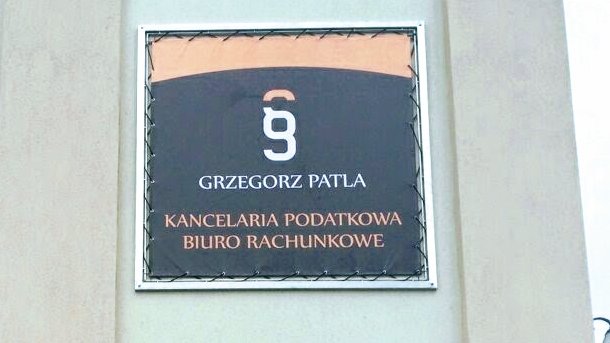 §
GRZEGORZ PATLA
KANCELARIA PODATKOWA
BIURO RACHUNKOWE